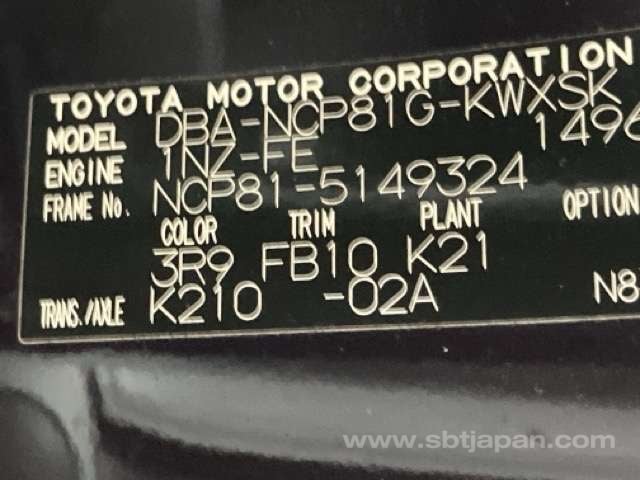 TOYOTA MOTOR CORPORATION
MODEL DBA-NCP81G-KWXSK
ENGINE 1NZ-FE 1496
FRAME No. NCP81-5149324
COLOR TRIM PLANT OPTION
3R9 FB10 K21
TRANS./AXLE K210 -02A N8
www.sbtjapan.com